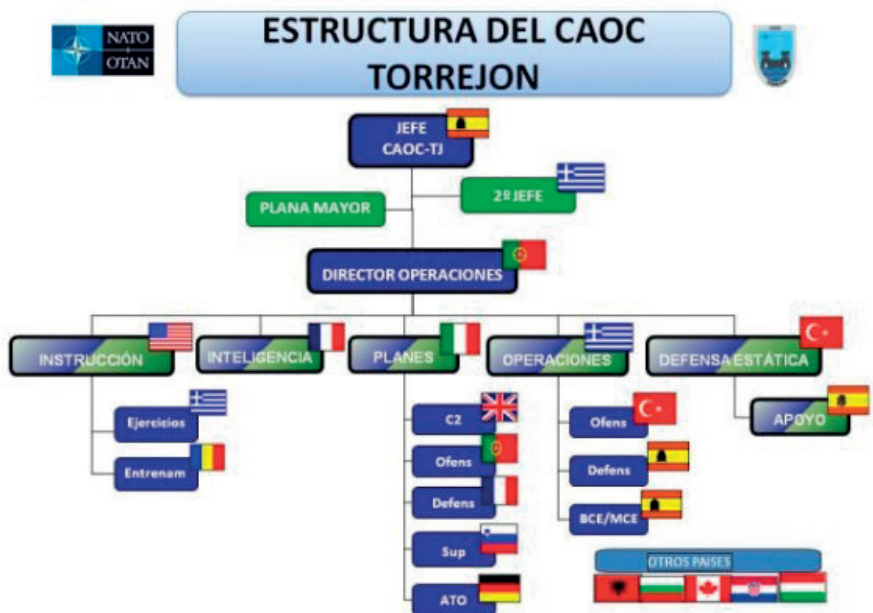 NATO
OTAN
ESTRUCTURA DEL CAOC
TORREJON
JEFE
CAOC-TJ
2º JEFE
PLANA MAYOR
DIRECTOR OPERACIONES
INSTRUCCIÓN
INTELIGENCIA
PLANES
OPERACIONES
DEFENSA ESTÁTICA
Ejercicios
Entrenam
C2
Ofens
Defens
Sup
ATO
Ofens
Defens
BCE/MCE
APOYO
OTROS PAISES